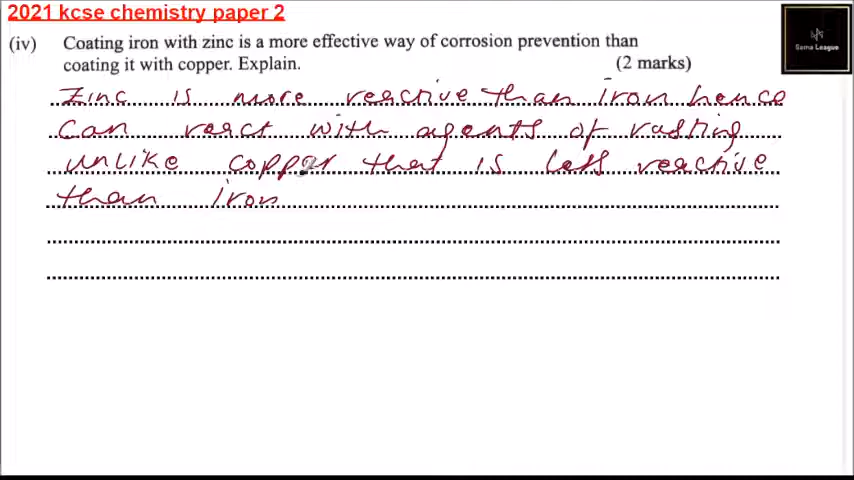 2021 kcse chemistry paper 2
(iv) Coating iron with zinc is a more effective way of corrosion prevention than
coating it with copper. Explain. (2 marks)
Sama League
Zinc is more reactive than iron hence
can react with agents of rusting
unlike copper that is less reactive
than iron